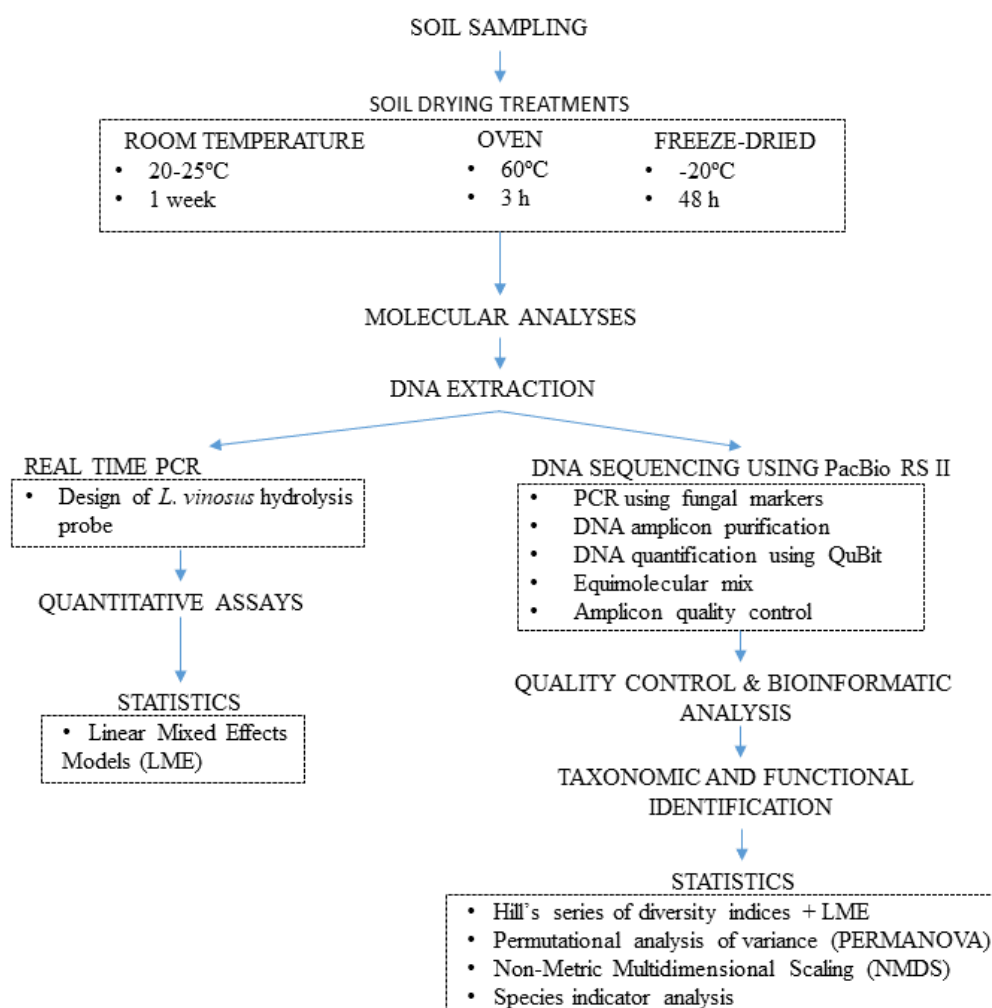 SOIL SAMPLING
SOIL DRYING TREATMENTS
ROOM TEMPERATURE
• 20-25ºC
• 1 week
OVEN
• 60ºC
• 3 h
FREEZE-DRIED
• -20ºC
• 48 h
MOLECULAR ANALYSES
DNA EXTRACTION
REAL TIME PCR
• Design of L. vinosus hydrolysis
probe
QUANTITATIVE ASSAYS
STATISTICS
• Linear Mixed Effects
Models (LME)
DNA SEQUENCING USING PacBio RS II
• PCR using fungal markers
• DNA amplicon purification
• DNA quantification using QuBit
• Equimolecular mix
• Amplicon quality control
QUALITY CONTROL & BIOINFORMATIC
ANALYSIS
TAXONOMIC AND FUNCTIONAL
IDENTIFICATION
STATISTICS
• Hill's series of diversity indices + LME
• Permutational analysis of variance (PERMANOVA)
• Non-Metric Multidimensional Scaling (NMDS)
• Species indicator analysis